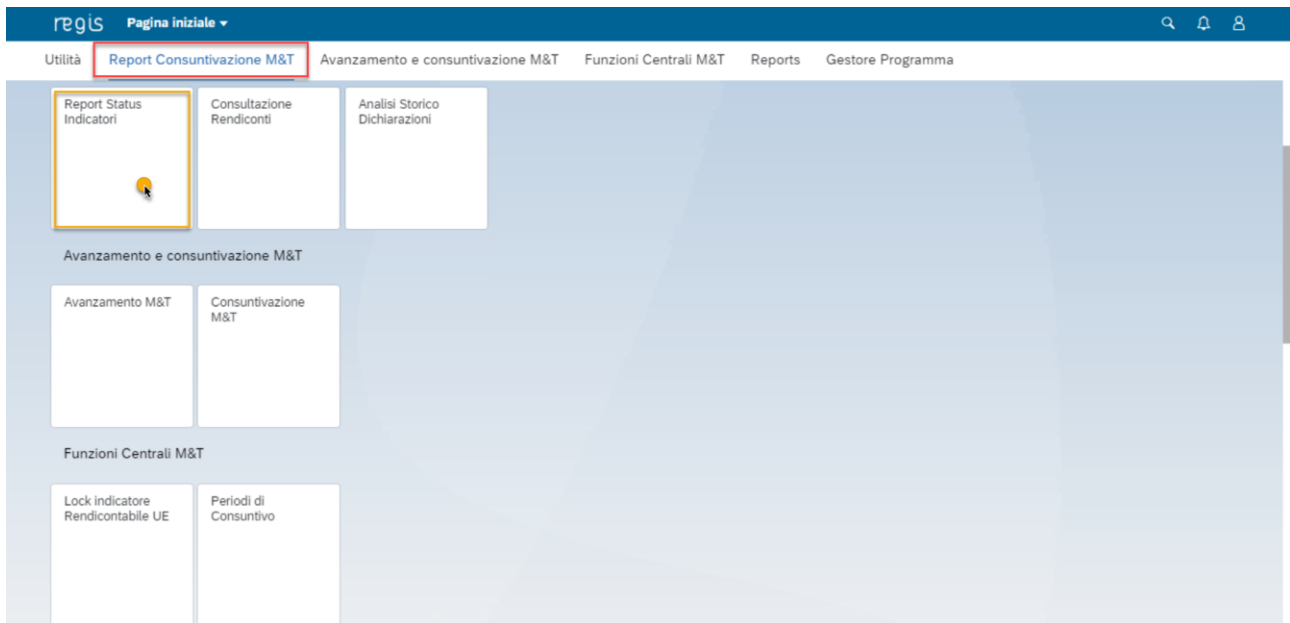 regis Pagina iniziale
Utilità Report Consuntivazione M&T Avanzamento e consuntivazione M&T Funzioni Centrali M&T Reports Gestore Programma
Report Status
Indicatori
Consultazione
Rendiconti
Analisi Storico
Dichiarazioni
Avanzamento e consuntivazione M&T
Avanzamento M&T
Consuntivazione
M&T
Funzioni Centrali M&T
Lock indicatore
Rendicontabile UE
Periodi di
Consuntivo